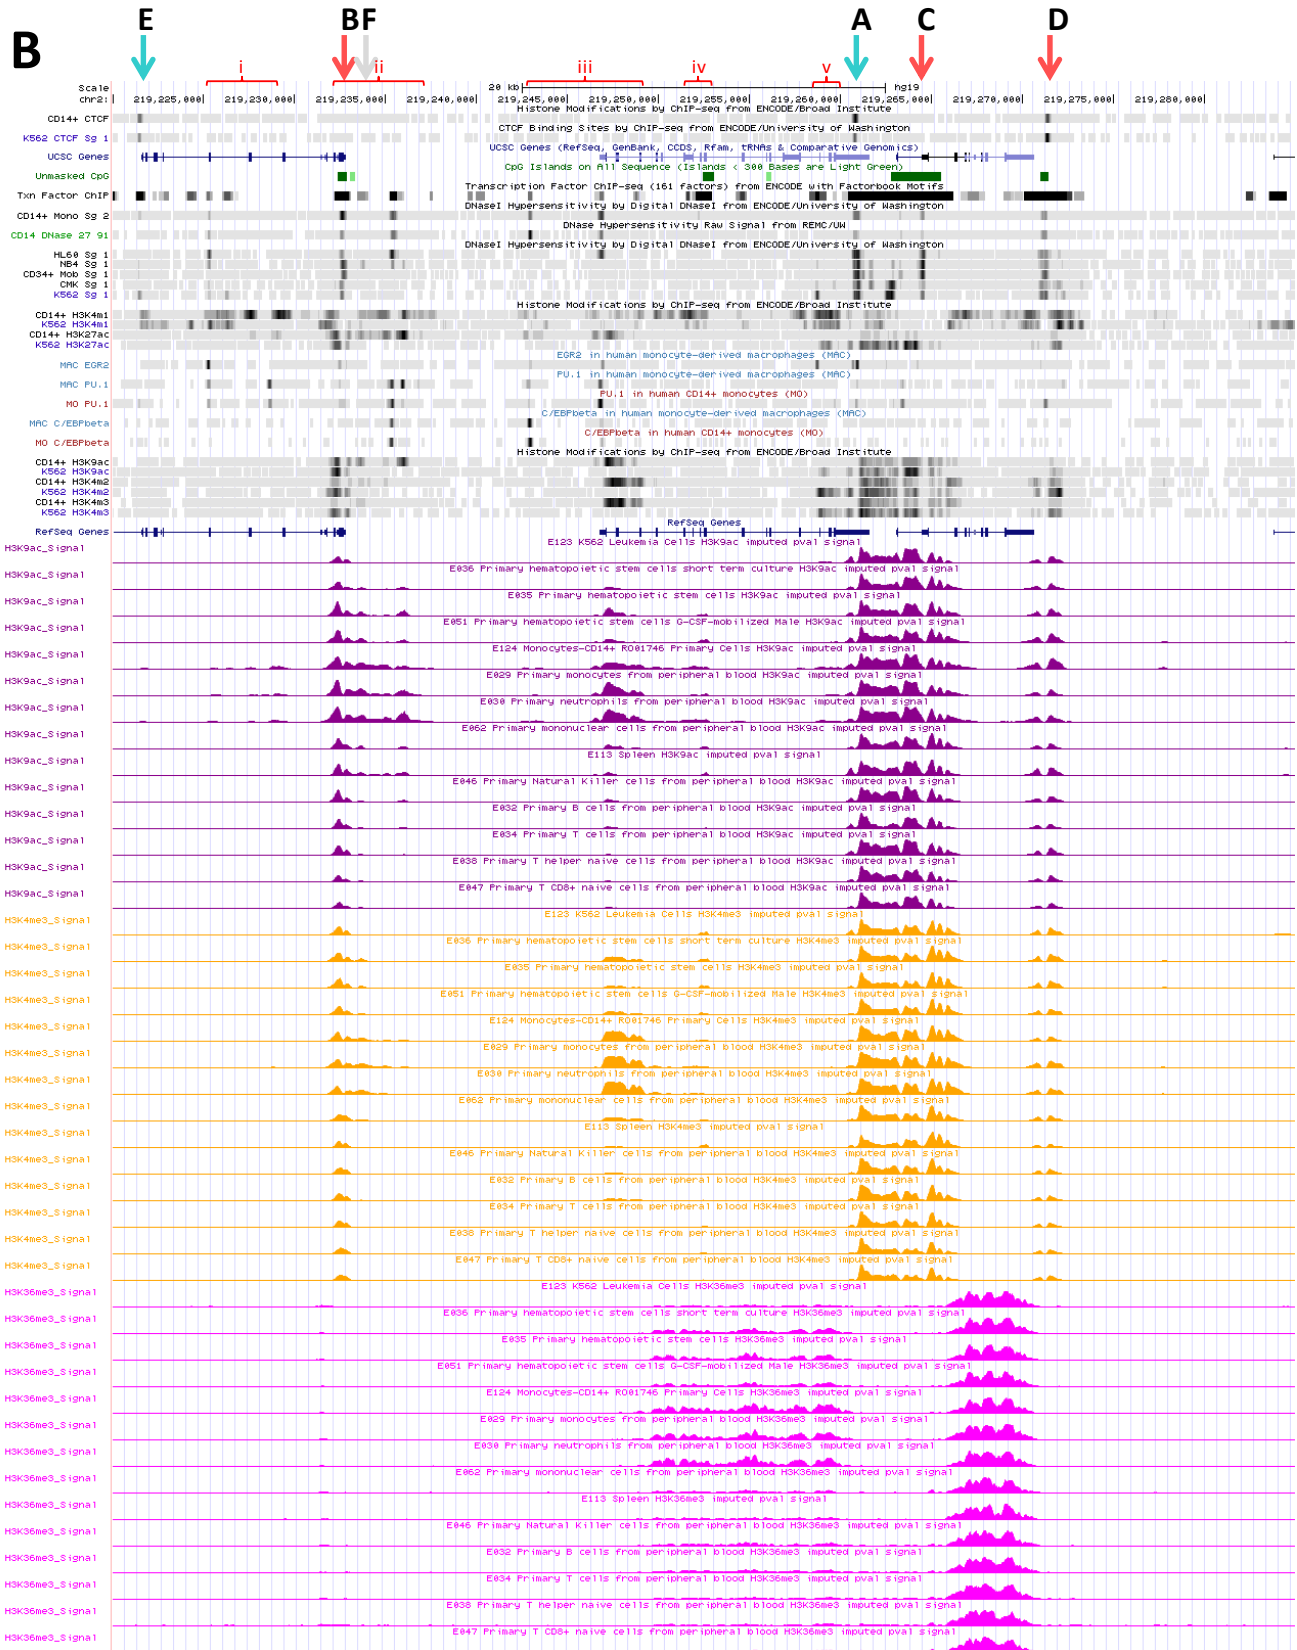 B
E
B F
A
C
D
i
ii
iii
iv
v
Scale
20 kb
hg19
chr2:
219,225,000
219,230,000
219,235,000
219,240,000
219,245,000
219,250,000
219,255,000
219,260,000
219,265,000
219,270,000
219,275,000
219,280,000
Histone Modifications by ChIP-seq from ENCODE/Broad Institute
CD14+ CTCF
CTCF Binding Sites by ChIP-seq from ENCODE/University of Washington
K562 CTCF Sg 1
UCSC Genes (RefSeq, GenBank, CCDS, Rfam, tRNAs & Comparative Genomics)
UCSC Genes
CpG Islands on All Sequence (Islands < 300 Bases are Light Green)
Unmasked CpG
Transcription Factor ChIP-seq (161 factors) from ENCODE with Factorbook Motifs
Txn Factor ChIP
DNaseI Hypersensitivity by Digital DNaseI from ENCODE/University of Washington
CD14+ Mono Sg 2
DNase Hypersensitivity Raw Signal from REMC/UW
CD14 DNase 27 91
DNaseI Hypersensitivity by Digital DNaseI from ENCODE/University of Washington
HL60 Sg 1
NB4 Sg 1
CD34+ Mob Sg 1
CMK Sg 1
K562 Sg 1
Histone Modifications by ChIP-seq from ENCODE/Broad Institute
CD14+ H3K4m1
K562 H3K4m1
CD14+ H3K27ac
K562 H3K27ac
EGR2 in human monocyte-derived macrophages (MAC)
MAC EGR2
PU.1 in human monocyte-derived macrophages (MAC)
MAC PU.1
PU.1 in human CD14+ monocytes (MO)
MO PU.1
C/EBPbeta in human monocyte-derived macrophages (MAC)
MAC C/EBPbeta
C/EBPbeta in human CD14+ monocytes (MO)
MO C/EBPbeta
Histone Modifications by ChIP-seq from ENCODE/Broad Institute
CD14+ H3K9ac
K562 H3K9ac
CD14+ H3K4m2
K562 H3K4m2
CD14+ H3K4m3
K562 H3K4m3
RefSeq Genes
RefSeq Genes
E123 K562 Leukemia Cells H3K9ac imputed pval signal
H3K9ac_Signal
E036 Primary hematopoietic stem cells short term culture H3K9ac imputed pval signal
H3K9ac_Signal
E035 Primary hematopoietic stem cells H3K9ac imputed pval signal
H3K9ac_Signal
E051 Primary hematopoietic stem cells G-CSF-mobilized Male H3K9ac imputed pval signal
H3K9ac_Signal
E124 Monocytes-CD14+ RO01746 Primary Cells H3K9ac imputed pval signal
H3K9ac_Signal
E029 Primary monocytes from peripheral blood H3K9ac imputed pval signal
H3K9ac_Signal
E030 Primary neutrophils from peripheral blood H3K9ac imputed pval signal
H3K9ac_Signal
E062 Primary mononuclear cells from peripheral blood H3K9ac imputed pval signal
H3K9ac_Signal
E113 Spleen H3K9ac imputed pval signal
H3K9ac_Signal
E046 Primary Natural Killer cells from peripheral blood H3K9ac imputed pval signal
H3K9ac_Signal
E032 Primary B cells from peripheral blood H3K9ac imputed pval signal
H3K9ac_Signal
E034 Primary T cells from peripheral blood H3K9ac imputed pval signal
H3K9ac_Signal
E038 Primary T helper naive cells from peripheral blood H3K9ac imputed pval signal
H3K9ac_Signal
E047 Primary T CD8+ naive cells from peripheral blood H3K9ac imputed pval signal
H3K9ac_Signal
E123 K562 Leukemia Cells H3K4me3 imputed pval signal
H3K4me3_Signal
E036 Primary hematopoietic stem cells short term culture H3K4me3 imputed pval signal
H3K4me3_Signal
E035 Primary hematopoietic stem cells H3K4me3 imputed pval signal
H3K4me3_Signal
E051 Primary hematopoietic stem cells G-CSF-mobilized Male H3K4me3 imputed pval signal
H3K4me3_Signal
E124 Monocytes-CD14+ RO01746 Primary Cells H3K4me3 imputed pval signal
H3K4me3_Signal
E029 Primary monocytes from peripheral blood H3K4me3 imputed pval signal
H3K4me3_Signal
E030 Primary neutrophils from peripheral blood H3K4me3 imputed pval signal
H3K4me3_Signal
E062 Primary mononuclear cells from peripheral blood H3K4me3 imputed pval signal
H3K4me3_Signal
E113 Spleen H3K4me3 imputed pval signal
H3K4me3_Signal
E046 Primary Natural Killer cells from peripheral blood H3K4me3 imputed pval signal
H3K4me3_Signal
E032 Primary B cells from peripheral blood H3K4me3 imputed pval signal
H3K4me3_Signal
E034 Primary T cells from peripheral blood H3K4me3 imputed pval signal
H3K4me3_Signal
E038 Primary T helper naive cells from peripheral blood H3K4me3 imputed pval signal
H3K4me3_Signal
E047 Primary T CD8+ naive cells from peripheral blood H3K4me3 imputed pval signal
H3K4me3_Signal
E123 K562 Leukemia Cells H3K36me3 imputed pval signal
H3K36me3_Signal
E036 Primary hematopoietic stem cells short term culture H3K36me3 imputed pval signal
H3K36me3_Signal
E035 Primary hematopoietic stem cells H3K36me3 imputed pval signal
H3K36me3_Signal
E051 Primary hematopoietic stem cells G-CSF-mobilized Male H3K36me3 imputed pval signal
H3K36me3_Signal
E124 Monocytes-CD14+ RO01746 Primary Cells H3K36me3 imputed pval signal
H3K36me3_Signal
E029 Primary monocytes from peripheral blood H3K36me3 imputed pval signal
H3K36me3_Signal
E030 Primary neutrophils from peripheral blood H3K36me3 imputed pval signal
H3K36me3_Signal
E062 Primary mononuclear cells from peripheral blood H3K36me3 imputed pval signal
H3K36me3_Signal
E113 Spleen H3K36me3 imputed pval signal
H3K36me3_Signal
E046 Primary Natural Killer cells from peripheral blood H3K36me3 imputed pval signal
H3K36me3_Signal
E032 Primary B cells from peripheral blood H3K36me3 imputed pval signal
H3K36me3_Signal
E034 Primary T cells from peripheral blood H3K36me3 imputed pval signal
H3K36me3_Signal
E038 Primary T helper naive cells from peripheral blood H3K36me3 imputed pval signal
H3K36me3_Signal
E047 Primary T CD8+ naive cells from peripheral blood H3K36me3 imputed pval signal
H3K36me3_Signal